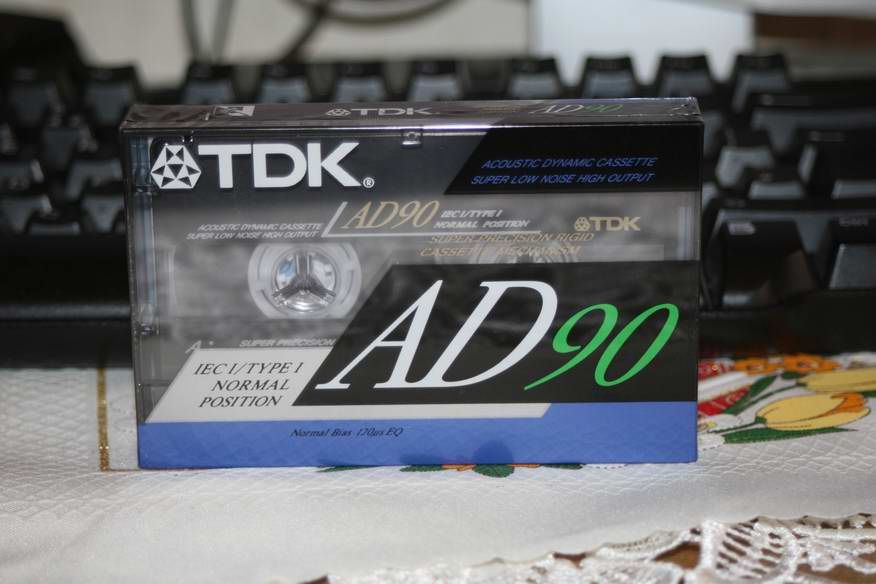 TDK AD90
TDK®
ACOUSTIC DYNAMIC CASSETTE
SUPER LOW NOISE HIGH OUTPUT
ACOUSTIC DYNAMIC CASSETTE
SUPER LOW NOISE HIGH OUTPUT
AD90
IEC I/TYPE I
NORMAL POSITION
TDK
SUPER PRECISION RIGID
CASSETTE MECHANISM
A
SUPER PRECISION
IEC I/TYPE I
NORMAL
POSITION
AD90
Normal Bias 120μs EQ